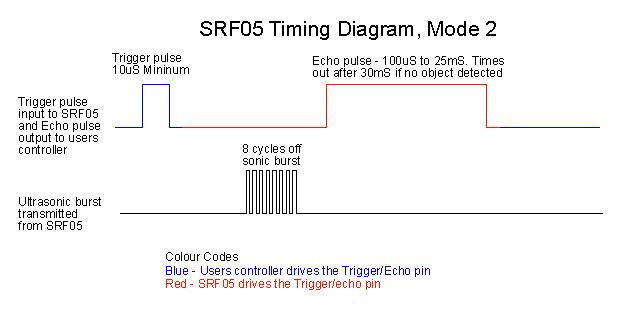 SRF05 Timing Diagram, Mode 2
Trigger pulse
10uS Mininum
Echo pulse - 100uS to 25mS. Times
out after 30mS if no object detected
Trigger pulse
input to SRF05
and Echo pulse
output to users
controller
8 cycles off
sonic burst
Ultrasonic burst
transmitted
from SRF05
Colour Codes
Blue - Users controller drives the Trigger/Echo pin
Red - SRF05 drives the Trigger/echo pin